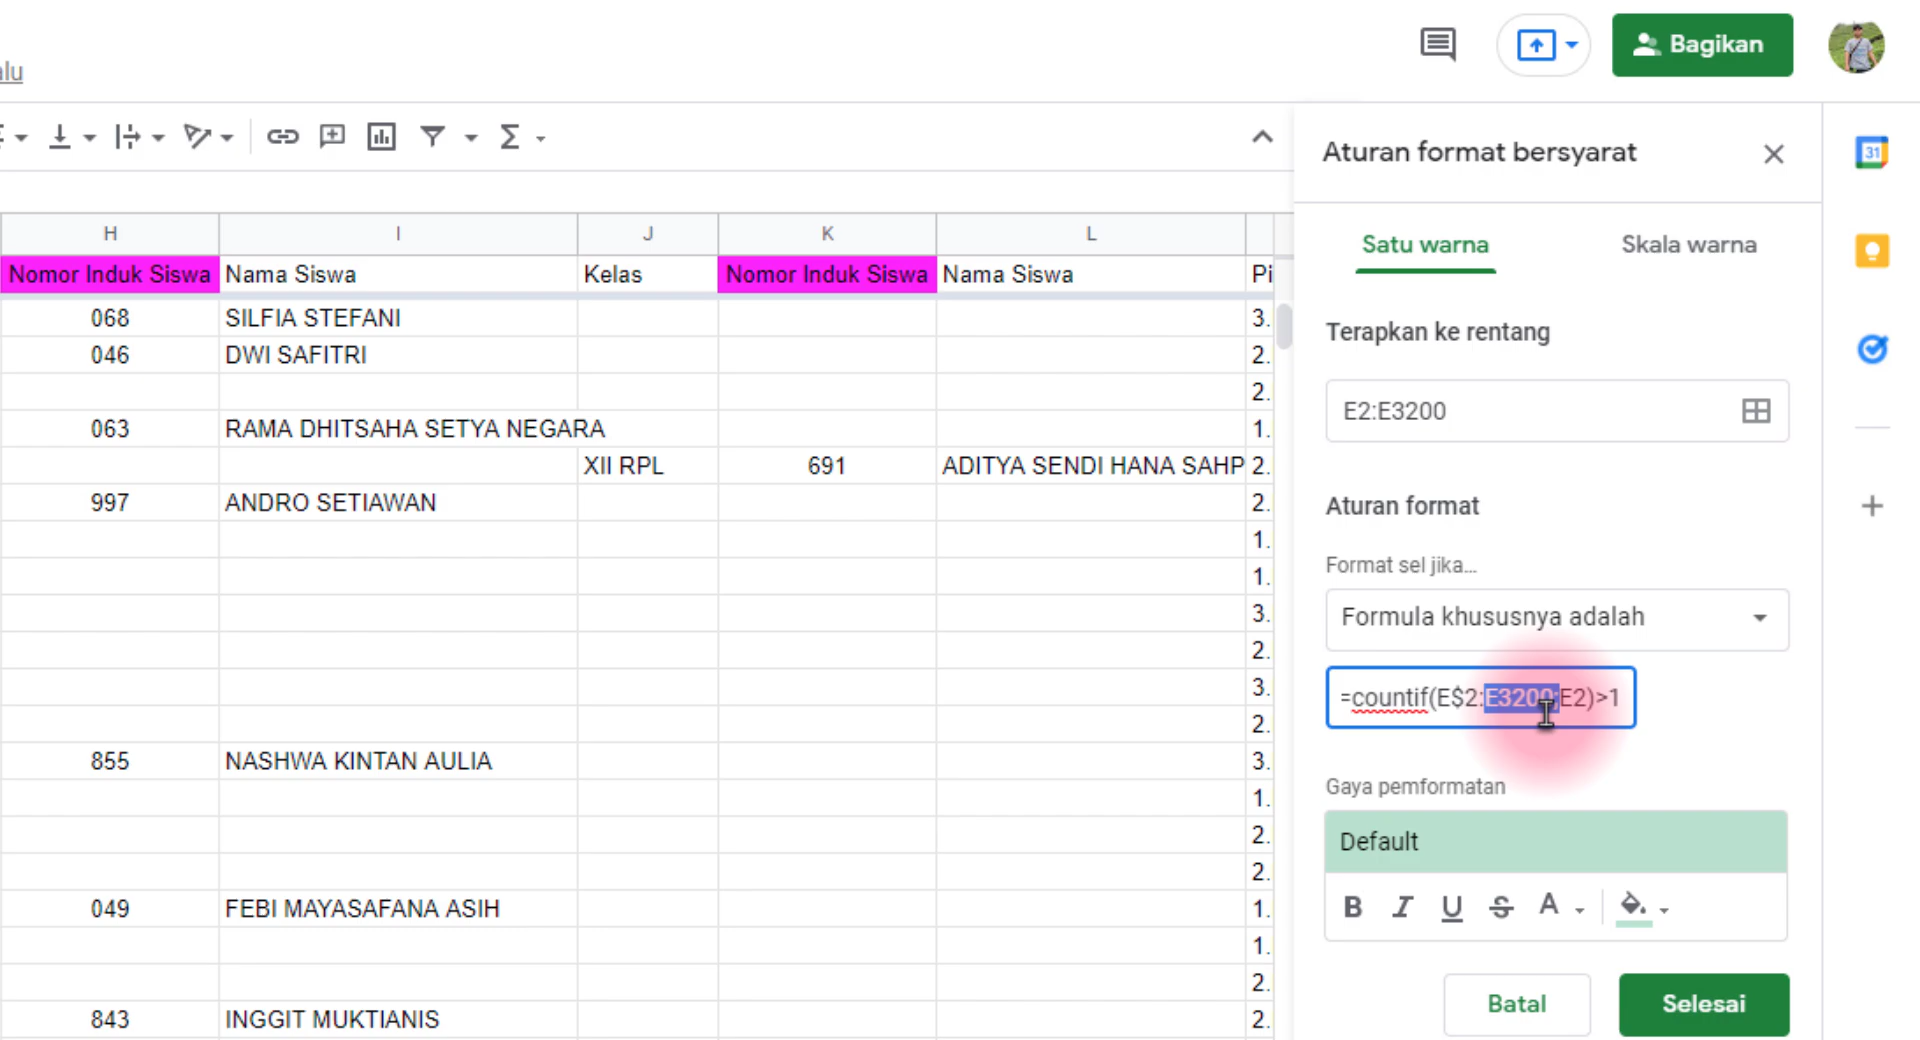 alu
Bagikan
Aturan format bersyarat
31
Satu warna Skala warna
Terapkan ke rentang
E2:E3200
Aturan format
Format sel jika...
Formula khususnya adalah
=countif(E$2:E3200;E2)>1
Gaya pemformatan
Default
B I U S A
Batal Selesai
H I J K L
Nomor Induk Siswa Nama Siswa Kelas Nomor Induk Siswa Nama Siswa Pi
068 SILFIA STEFANI 3.
046 DWI SAFITRI 2.
2.
063 RAMA DHITSAHA SETYA NEGARA 1.
XII RPL 691 ADITYA SENDI HANA SAHP 2.
997 ANDRO SETIAWAN 2.
1.
1.
3.
2.
3.
2.
855 NASHWA KINTAN AULIA 3.
1.
2.
2.
049 FEBI MAYASAFANA ASIH 1.
1.
2.
843 INGGIT MUKTIANIS 2.